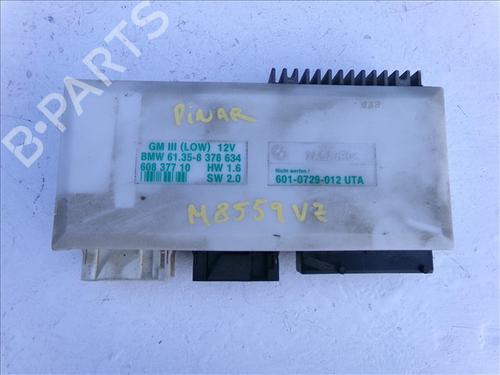 B-PARTS
PINAR
GM III (LOW) 12V
BMW 61.35-8 378 634
608 377 10 HW 1.6
SW 2.0
Nicht werfen!
601-0729-012 UTA
M8559VZ